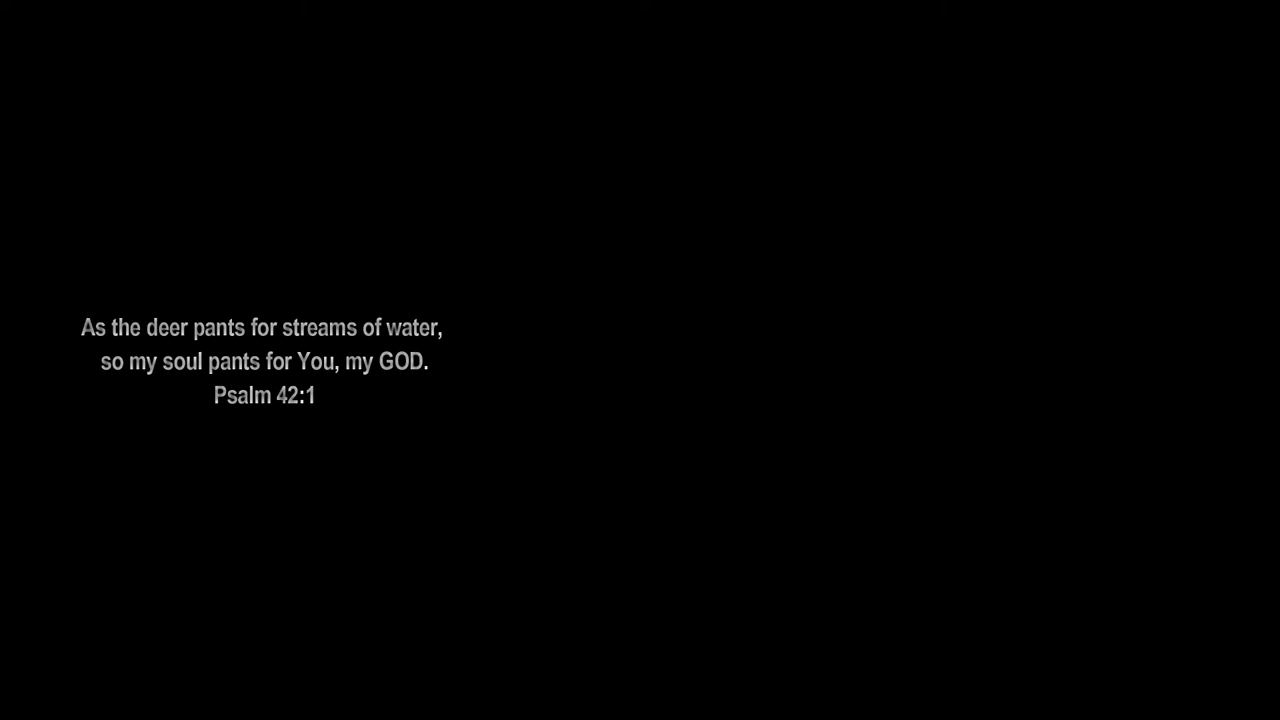 As the deer pants for streams of water,
so my soul pants for You, my GOD.
Psalm 42:1